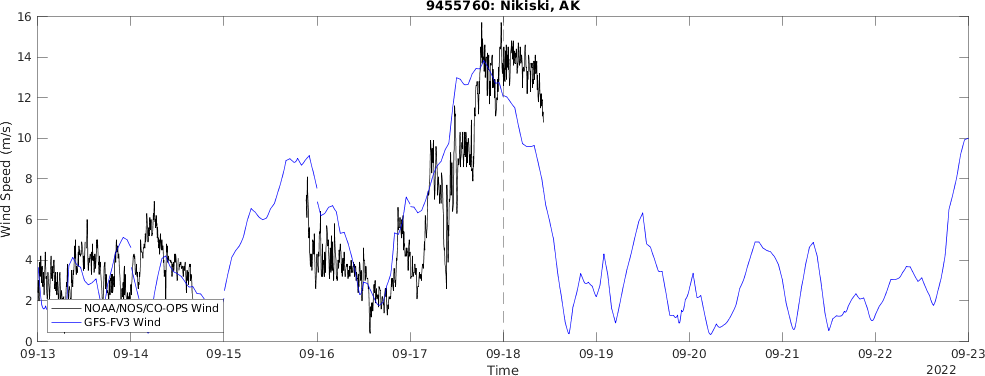 9455760: Nikiski, AK
16
14
12
10
8
6
4
2
0
Wind Speed (m/s)
NOAA/NOS/CO-OPS Wind
GFS-FV3 Wind
09-13 09-14 09-15 09-16 09-17 09-18 09-19 09-20 09-21 09-22 09-23
Time
2022